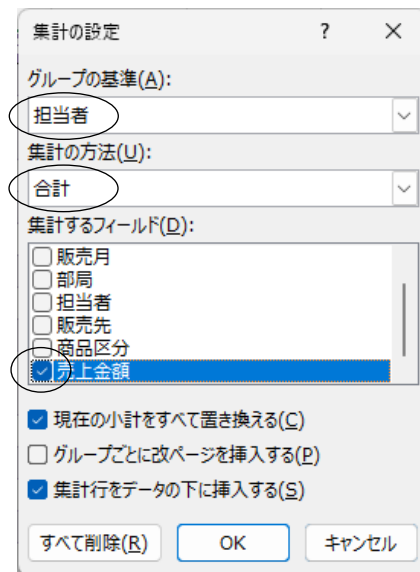 集計の設定 ?
グループの基準(A):
担当者
集計の方法(U):
合計
集計するフィールド(D):
販売月
部局
担当者
販売先
商品区分
売上金額
現在の小計をすべて置き換える(C)
グループごとに改ページを挿入する(P)
集計行をデータの下に挿入する(S)
すべて削除(R) OK キャンセル